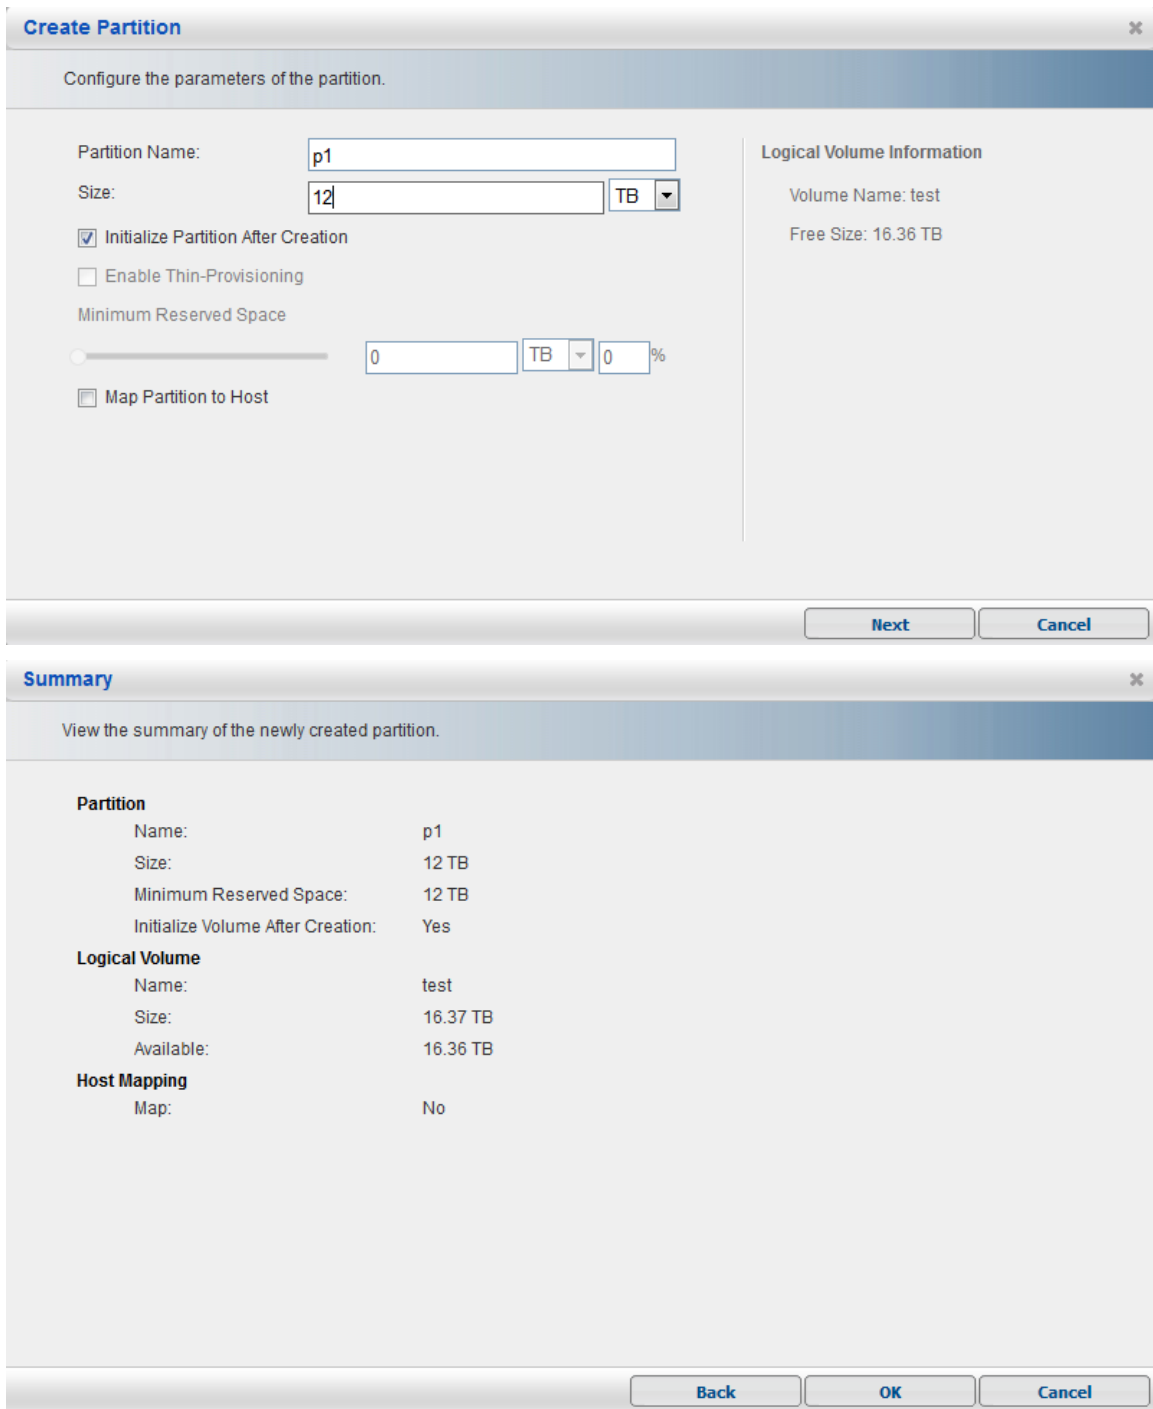 Create Partition
Configure the parameters of the partition.
Partition Name: p1
Size: 12 TB
Initialize Partition After Creation
Enable Thin-Provisioning
Minimum Reserved Space
0 TB 0 %
Map Partition to Host
Logical Volume Information
Volume Name: test
Free Size: 16.36 TB
Next Cancel
Summary
View the summary of the newly created partition.
Partition
Name: p1
Size: 12 TB
Minimum Reserved Space: 12 TB
Initialize Volume After Creation: Yes
Logical Volume
Name: test
Size: 16.37 TB
Available: 16.36 TB
Host Mapping
Map: No
Back OK Cancel